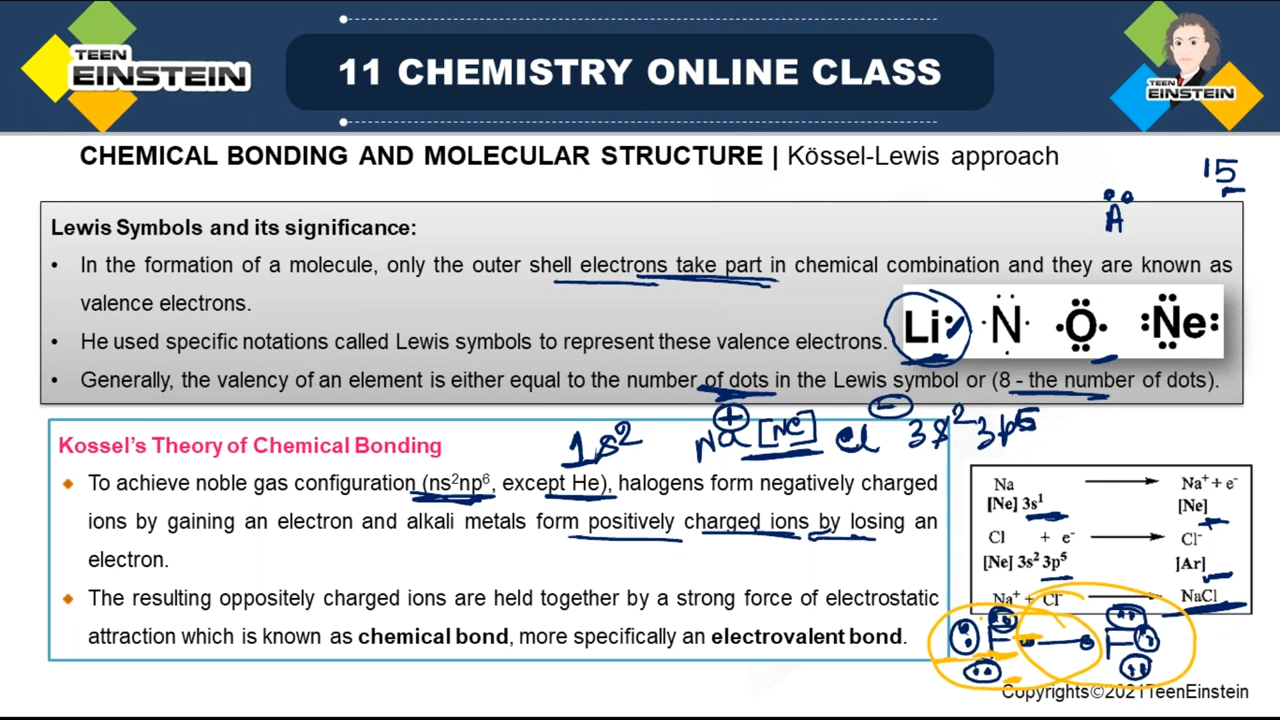 TEEN
EINSTEIN
11 CHEMISTRY ONLINE CLASS
TEEN
EINSTEIN
CHEMICAL BONDING AND MOLECULAR STRUCTURE | Kössel-Lewis approach
15
A
Lewis Symbols and its significance:
• In the formation of a molecule, only the outer shell electrons take part in chemical combination and they are known as
valence electrons.
• He used specific notations called Lewis symbols to represent these valence electrons.
Li N O Ne
• Generally, the valency of an element is either equal to the number of dots in the Lewis symbol or (8 - the number of dots).
1s² Na⁺ [Ne] Cl⁻ 3s² 3p⁶
Kossel's Theory of Chemical Bonding
To achieve noble gas configuration (ns²np⁶, except He), halogens form negatively charged
ions by gaining an electron and alkali metals form positively charged ions by losing an
electron.
The resulting oppositely charged ions are held together by a strong force of electrostatic
attraction which is known as chemical bond, more specifically an electrovalent bond.
Na ⟶ Na⁺ + e⁻
[Ne] 3s¹ [Ne]
Cl + e⁻ ⟶ Cl⁻
[Ne] 3s² 3p⁵ [Ar]
Na⁺ + Cl⁻ ⟶ NaCl
F F
Copyrights©2021TeenEinstein